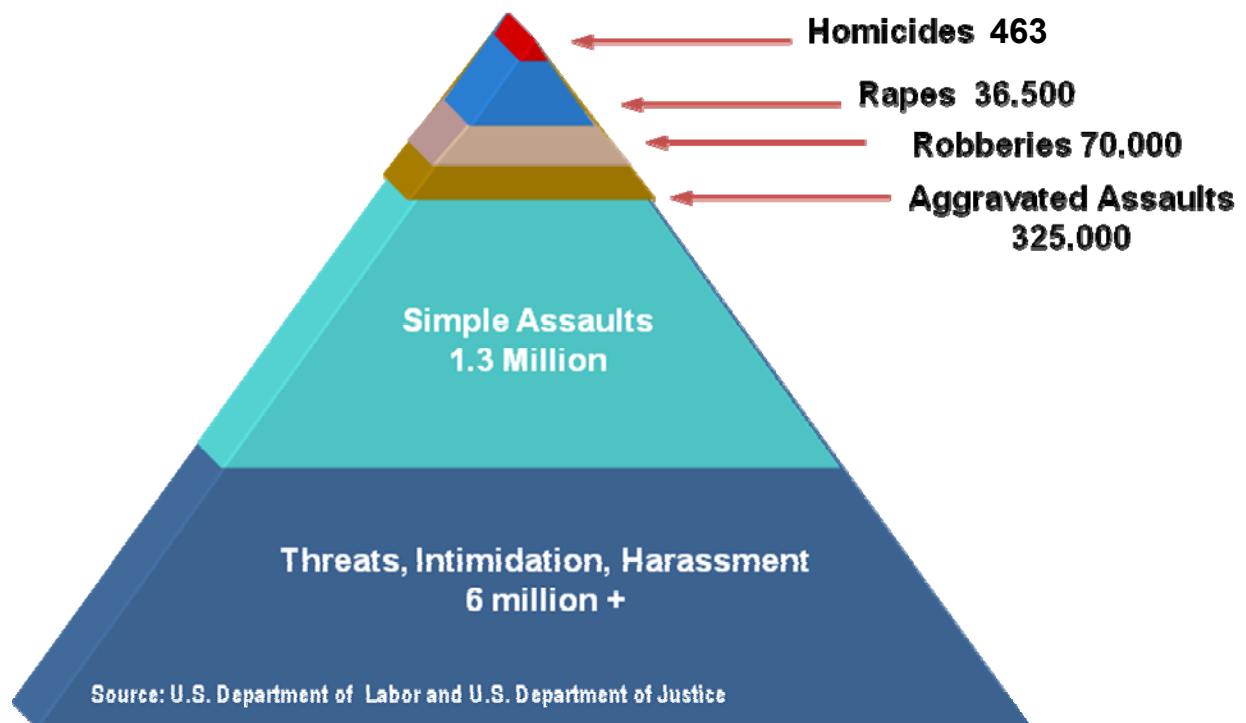 Homicides 463
Rapes 36.500
Robberies 70.000
Aggravated Assaults
325.000
Simple Assaults
1.3 Million
Threats, Intimidation, Harassment
6 million +
Source: U.S. Department of Labor and U.S. Department of Justice